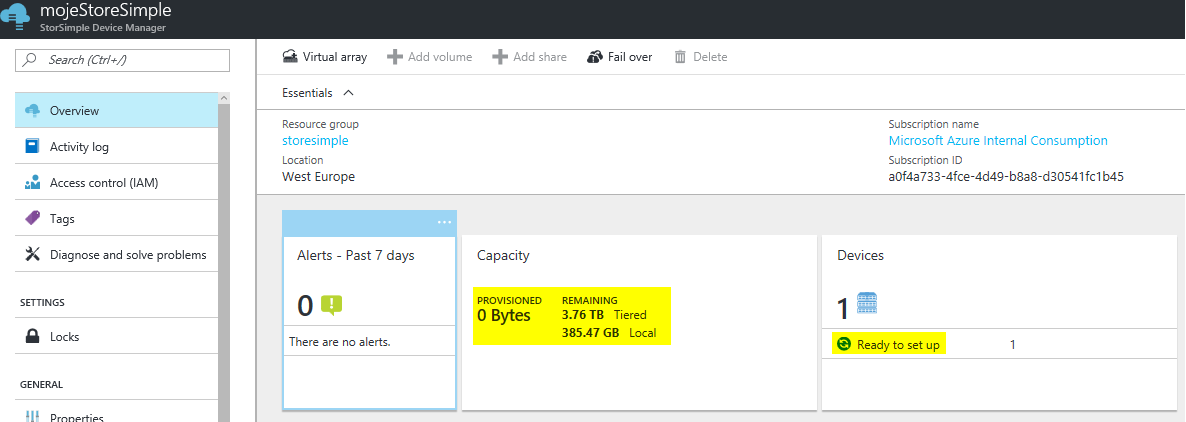 mojeStoreSimple
StorSimple Device Manager
Search (Ctrl+/)
Overview
Activity log
Access control (IAM)
Tags
Diagnose and solve problems
SETTINGS
Locks
GENERAL
Properties
Virtual array Add volume Add share Fail over Delete
Essentials
Resource group
storesimple
Location
West Europe
Subscription name
Microsoft Azure Internal Consumption
Subscription ID
a0f4a733-4fce-4d49-b8a8-d30541fc1b45
...
Alerts - Past 7 days
0
There are no alerts.
Capacity
PROVISIONED
0 Bytes
REMAINING
3.76 TB Tiered
385.47 GB Local
Devices
1
Ready to set up 1